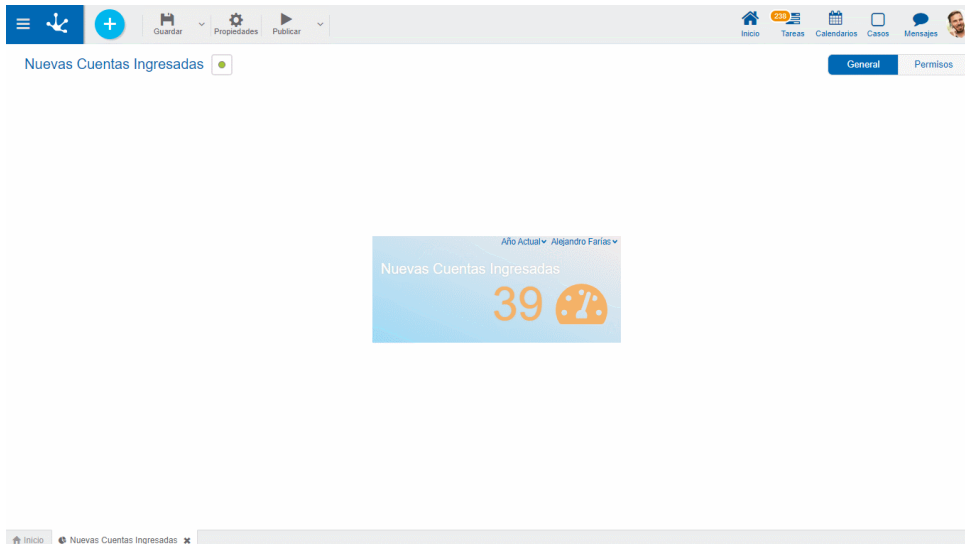 Guardar Propiedades Publicar
238
Inicio Tareas Calendarios Casos Mensajes
Nuevas Cuentas Ingresadas
General Permisos
Año Actual Alejandro Farías
Nuevas Cuentas Ingresadas
39
Inicio Nuevas Cuentas Ingresadas